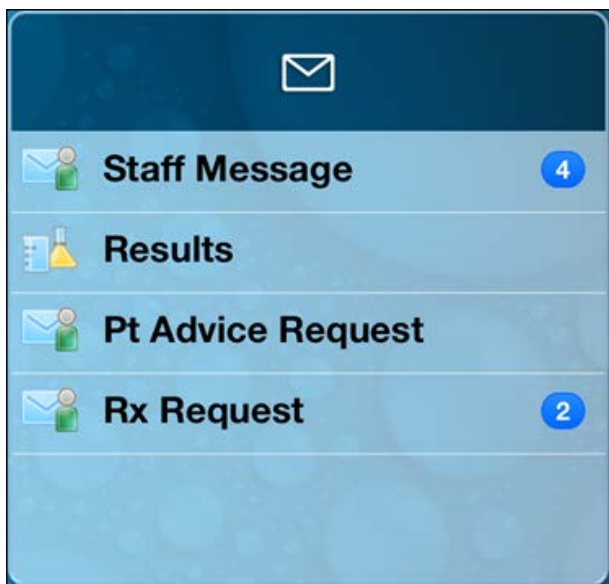 Staff Message 4
Results
Pt Advice Request
Rx Request 2